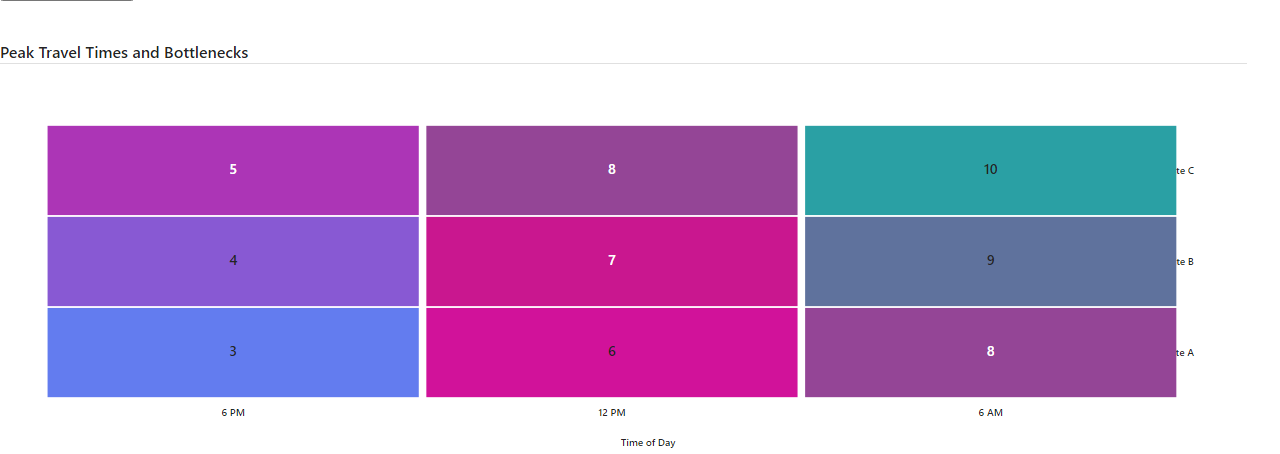 Peak Travel Times and Bottlenecks
5 8 10 te C
4 7 9 te B
3 6 8 te A
6 PM 12 PM 6 AM
Time of Day